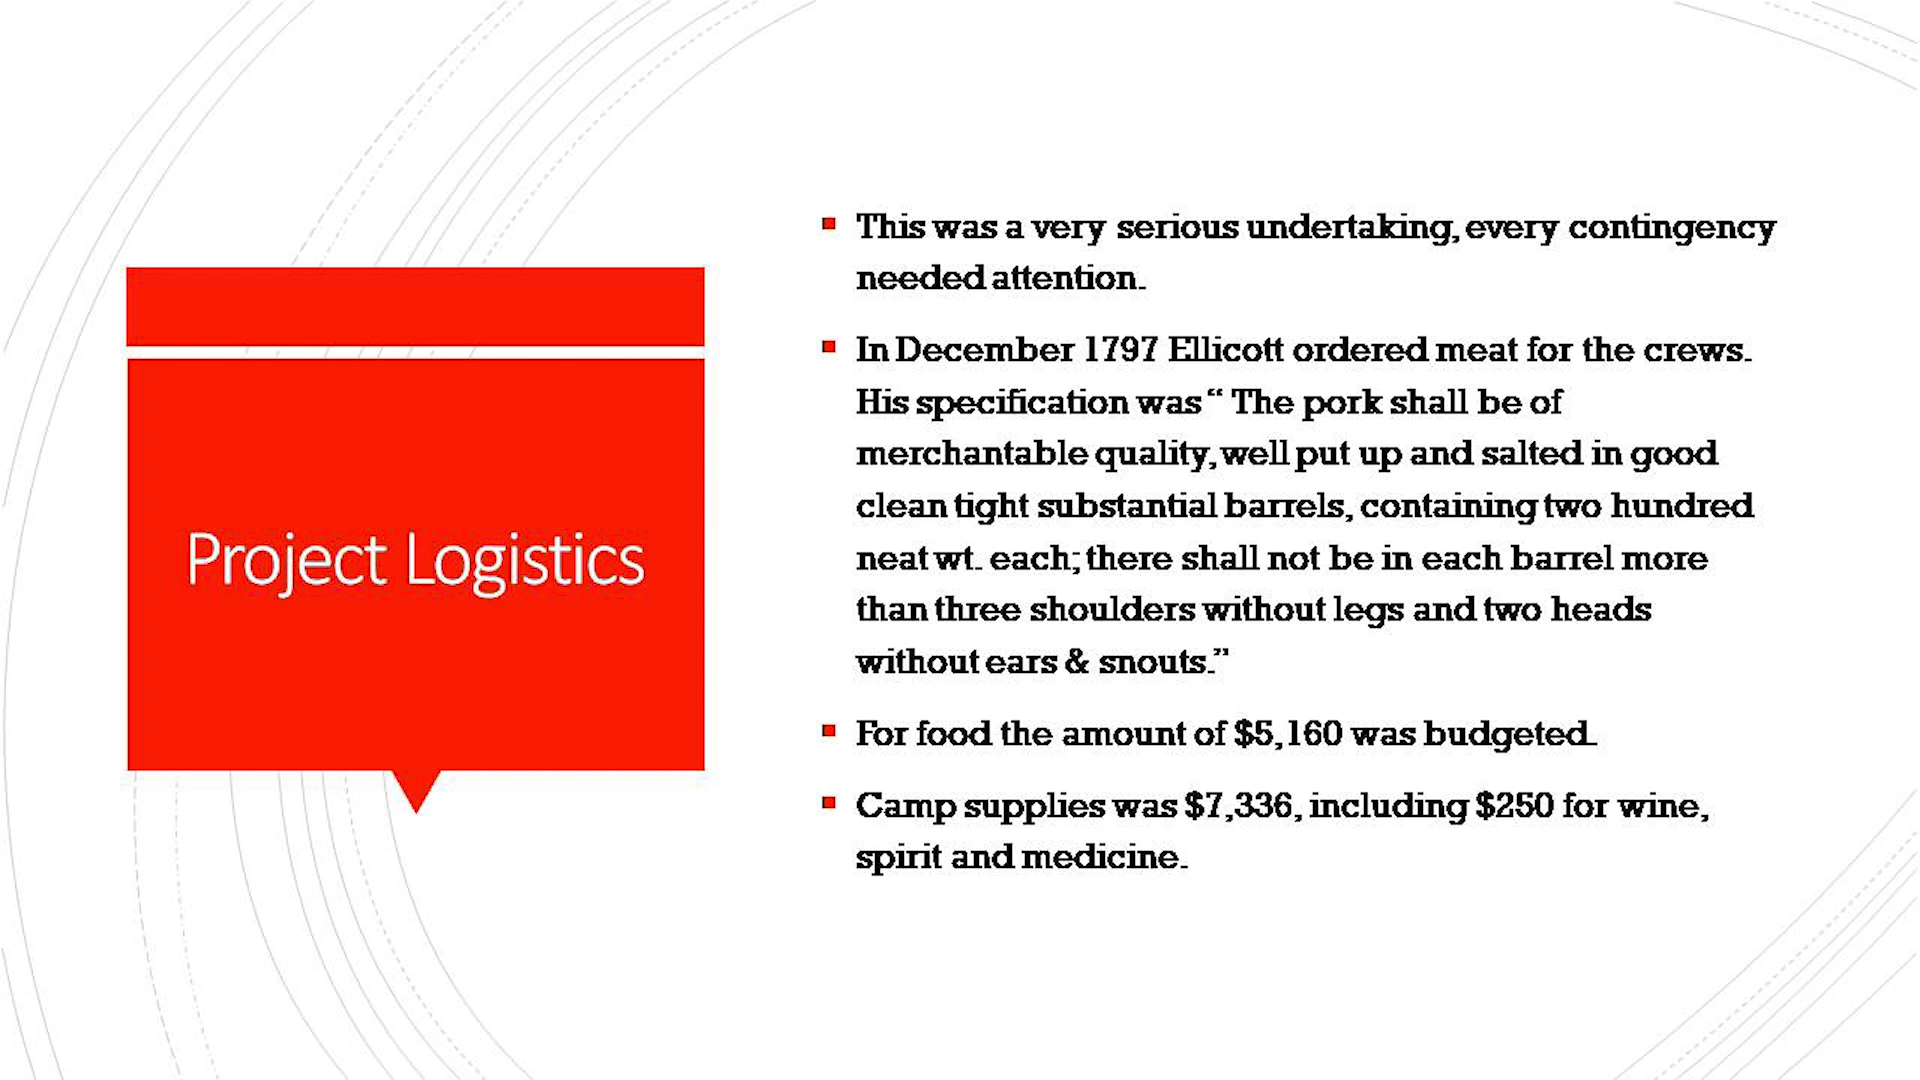 Project Logistics
This was a very serious undertaking, every contingency
needed attention.
In December 1797 Ellicott ordered meat for the crews.
His specification was “ The pork shall be of
merchantable quality, well put up and salted in good
clean tight substantial barrels, containing two hundred
neat wt. each; there shall not be in each barrel more
than three shoulders without legs and two heads
without ears & snouts.”
For food the amount of $5,160 was budgeted.
Camp supplies was $7,336, including $250 for wine,
spirit and medicine.